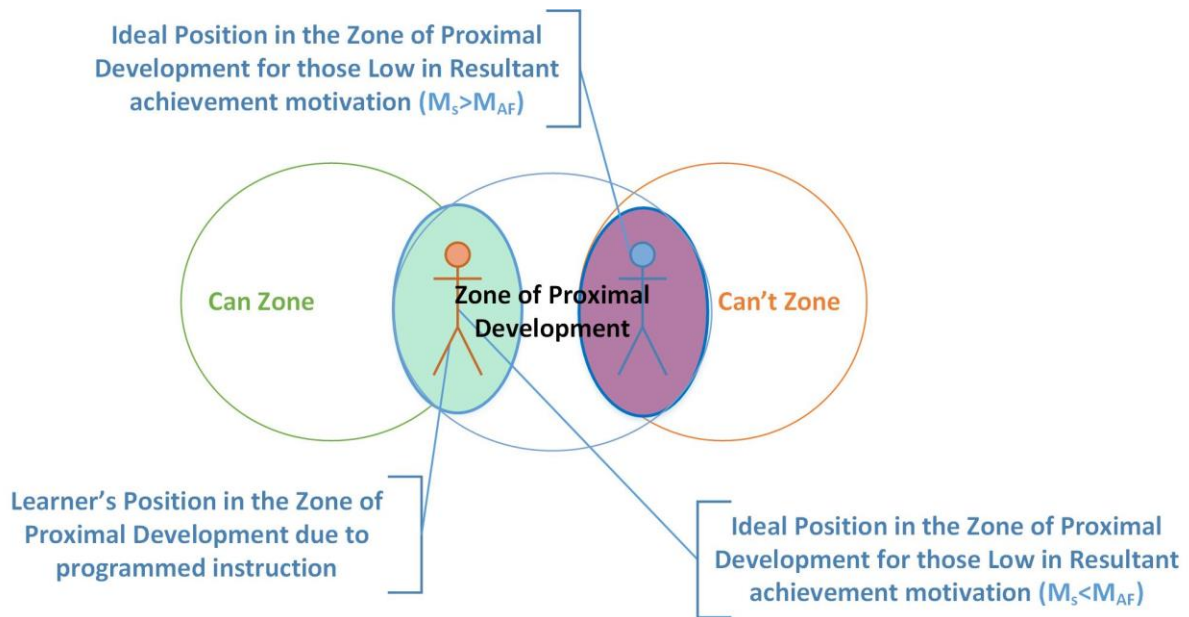 Ideal Position in the Zone of Proximal
Development for those Low in Resultant
achievement motivation (Mₛ>M_AF)
Can Zone
Zone of Proximal
Development
Can't Zone
Learner's Position in the Zone of
Proximal Development due to
programmed instruction
Ideal Position in the Zone of Proximal
Development for those Low in Resultant
achievement motivation (Mₛ<M_AF)